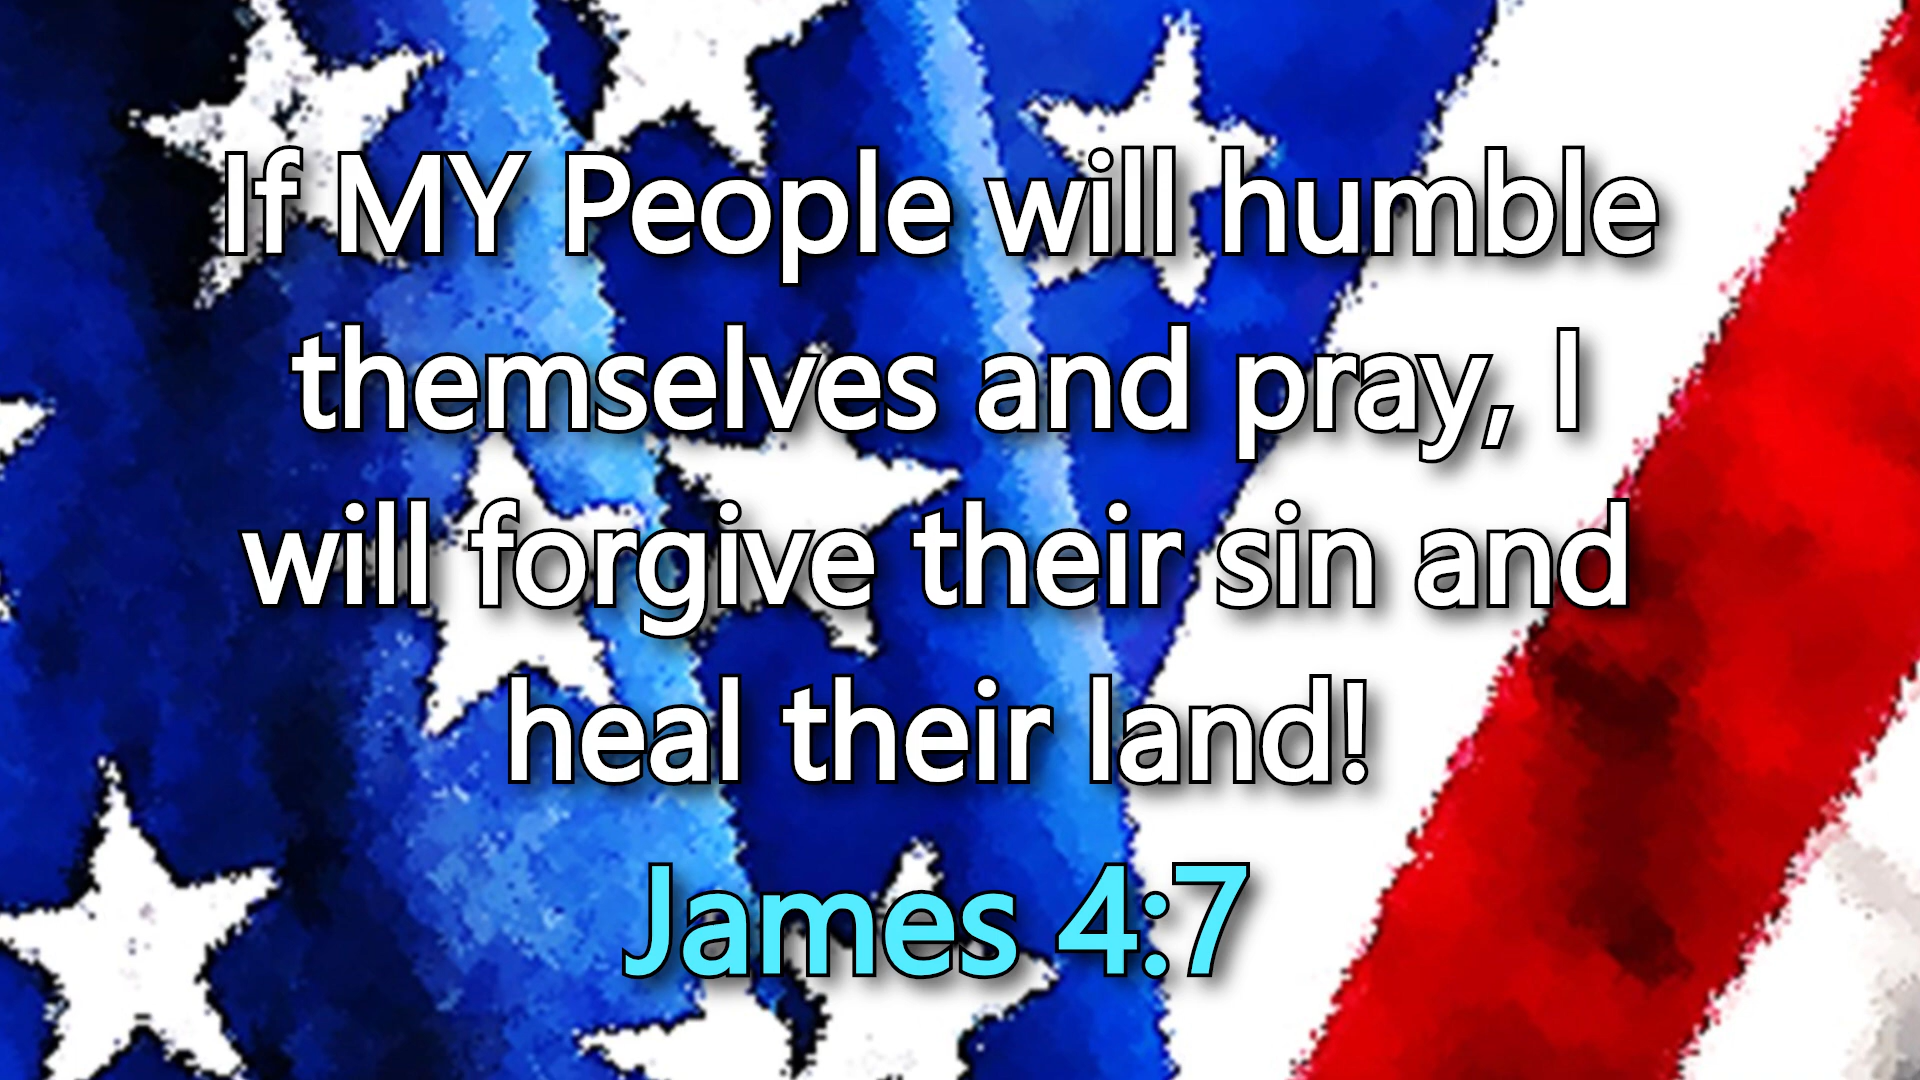 If MY People will humble
themselves and pray, I
will forgive their sin and
heal their land!
James 4:7